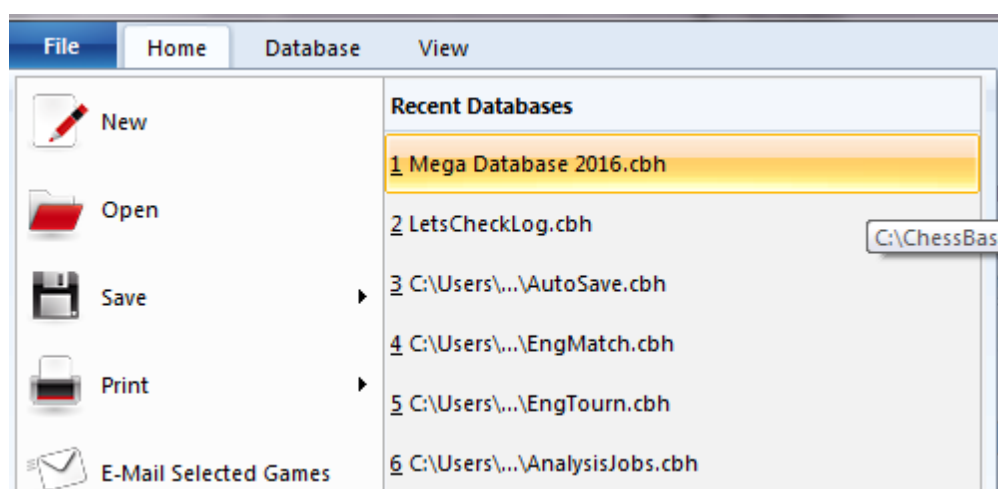 File Home Database View
New
Open
Save
Print
E-Mail Selected Games
Recent Databases
1 Mega Database 2016.cbh
2 LetsCheckLog.cbh
3 C:\Users\...\AutoSave.cbh
4 C:\Users\...\EngMatch.cbh
5 C:\Users\...\EngTourn.cbh
6 C:\Users\...\AnalysisJobs.cbh
C:\ChessBas